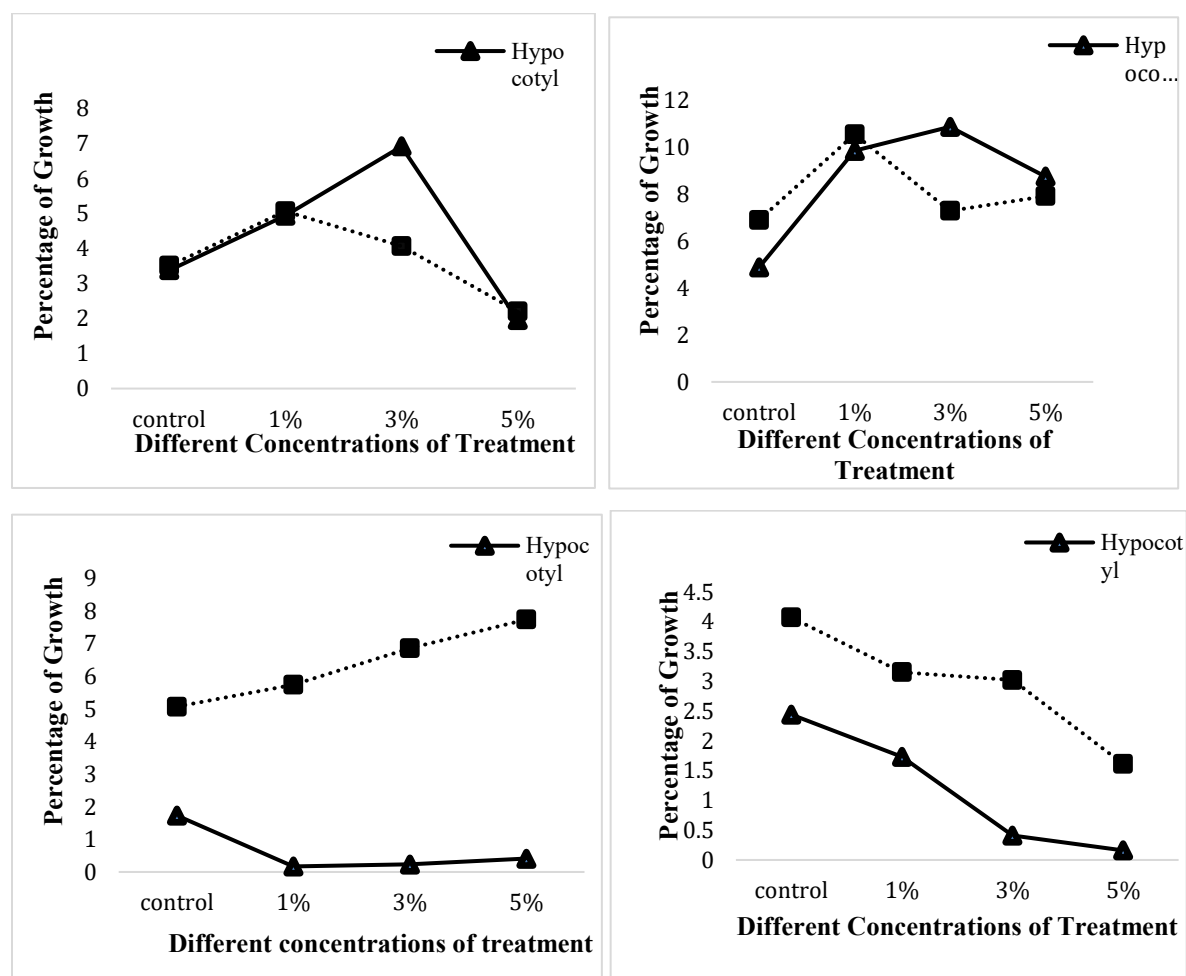 Hypo
cotyl
Percentage of Growth
8
7
6
5
4
3
2
1
0
control 1% 3% 5%
Different Concentrations of Treatment
Hyp
oco...
Percentage of Growth
12
10
8
6
4
2
0
control 1% 3% 5%
Different Concentrations of
Treatment
Hypoc
otyl
Percentage of Growth
9
8
7
6
5
4
3
2
1
0
control 1% 3% 5%
Different concentrations of treatment
Hypocot
yl
Percentage of Growth
4.5
4
3.5
3
2.5
2
1.5
1
0.5
0
control 1% 3% 5%
Different Concentrations of Treatment